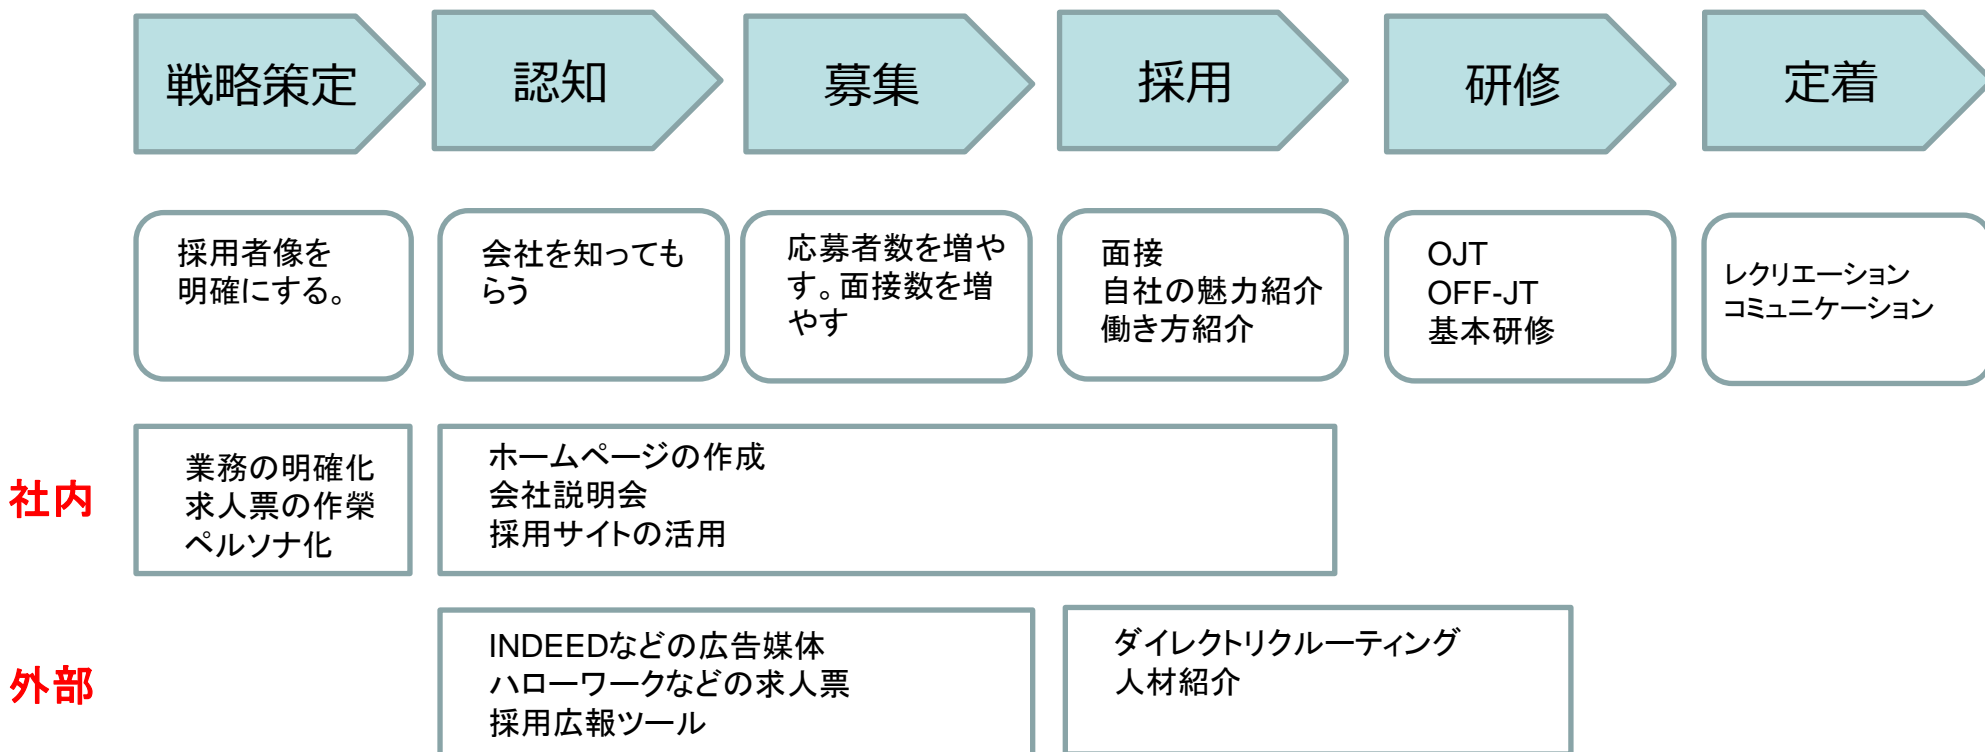 戦略策定
認知
募集
採用
研修
定着
採用者像を
明確にする。
会社を知っても
らう
応募者数を増や
す。面接数を増
やす
面接
自社の魅力紹介
働き方紹介
OJT
OFF-JT
基本研修
レクリエーション
コミュニケーション
社内
業務の明確化
求人票の作榮
ペルソナ化
ホームページの作成
会社説明会
採用サイトの活用
外部
INDEEDなどの広告媒体
ハローワークなどの求人票
採用広報ツール
ダイレクトリクルーティング
人材紹介